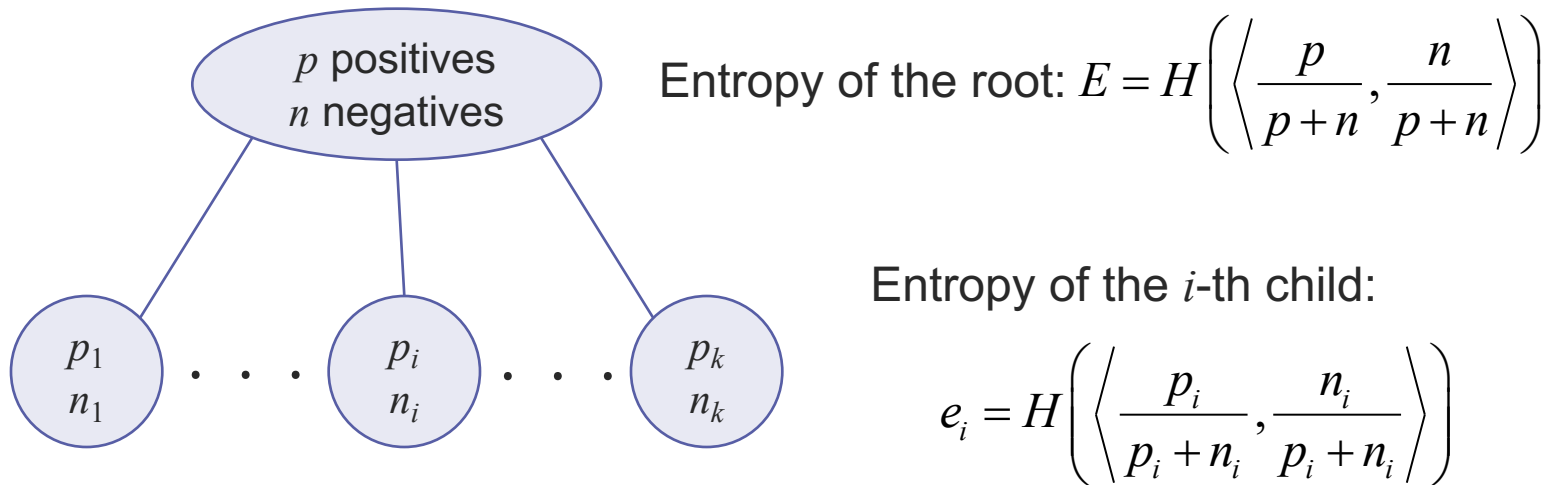 p positives
n negatives
Entropy of the root: E = H(⟨p/(p+n), n/(p+n)⟩)
Entropy of the i-th child:
p₁ . . . pᵢ . . . pₖ
n₁ nᵢ nₖ
eᵢ = H(⟨pᵢ/(pᵢ+nᵢ), nᵢ/(pᵢ+nᵢ)⟩)